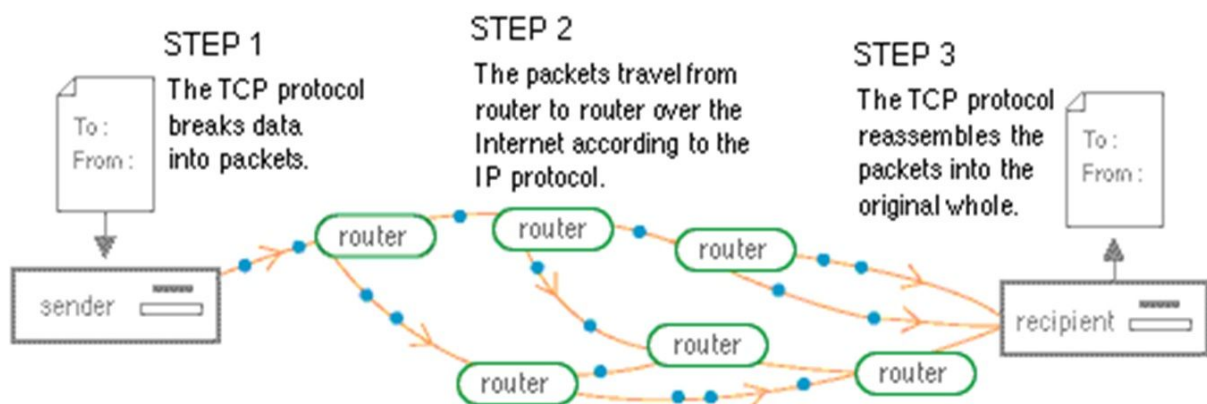 STEP 1
The TCP protocol
breaks data
into packets.
To :
From :
STEP 2
The packets travel from
router to router over the
Internet according to the
IP protocol.
STEP 3
The TCP protocol
reassembles the
packets into the
original whole.
To :
From :
sender
router
router
router
router
router
router
recipient